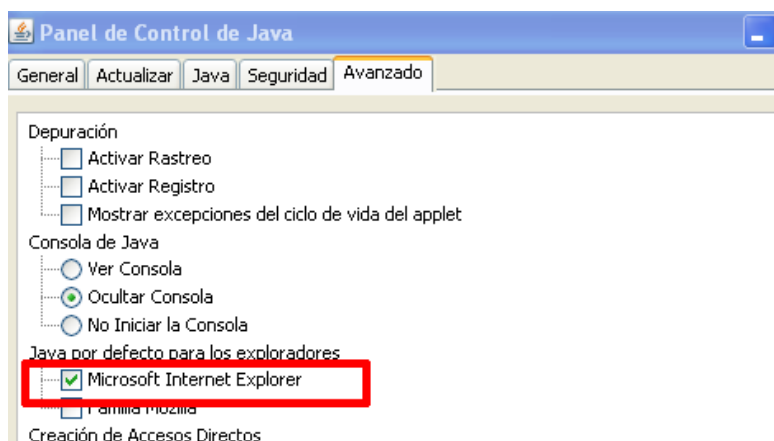 Panel de Control de Java
General Actualizar Java Seguridad Avanzado
Depuración
Activar Rastreo
Activar Registro
Mostrar excepciones del ciclo de vida del applet
Consola de Java
Ver Consola
Ocultar Consola
No Iniciar la Consola
Java por defecto para los exploradores
Microsoft Internet Explorer
Familia Mozilla
Creación de Accesos Directos